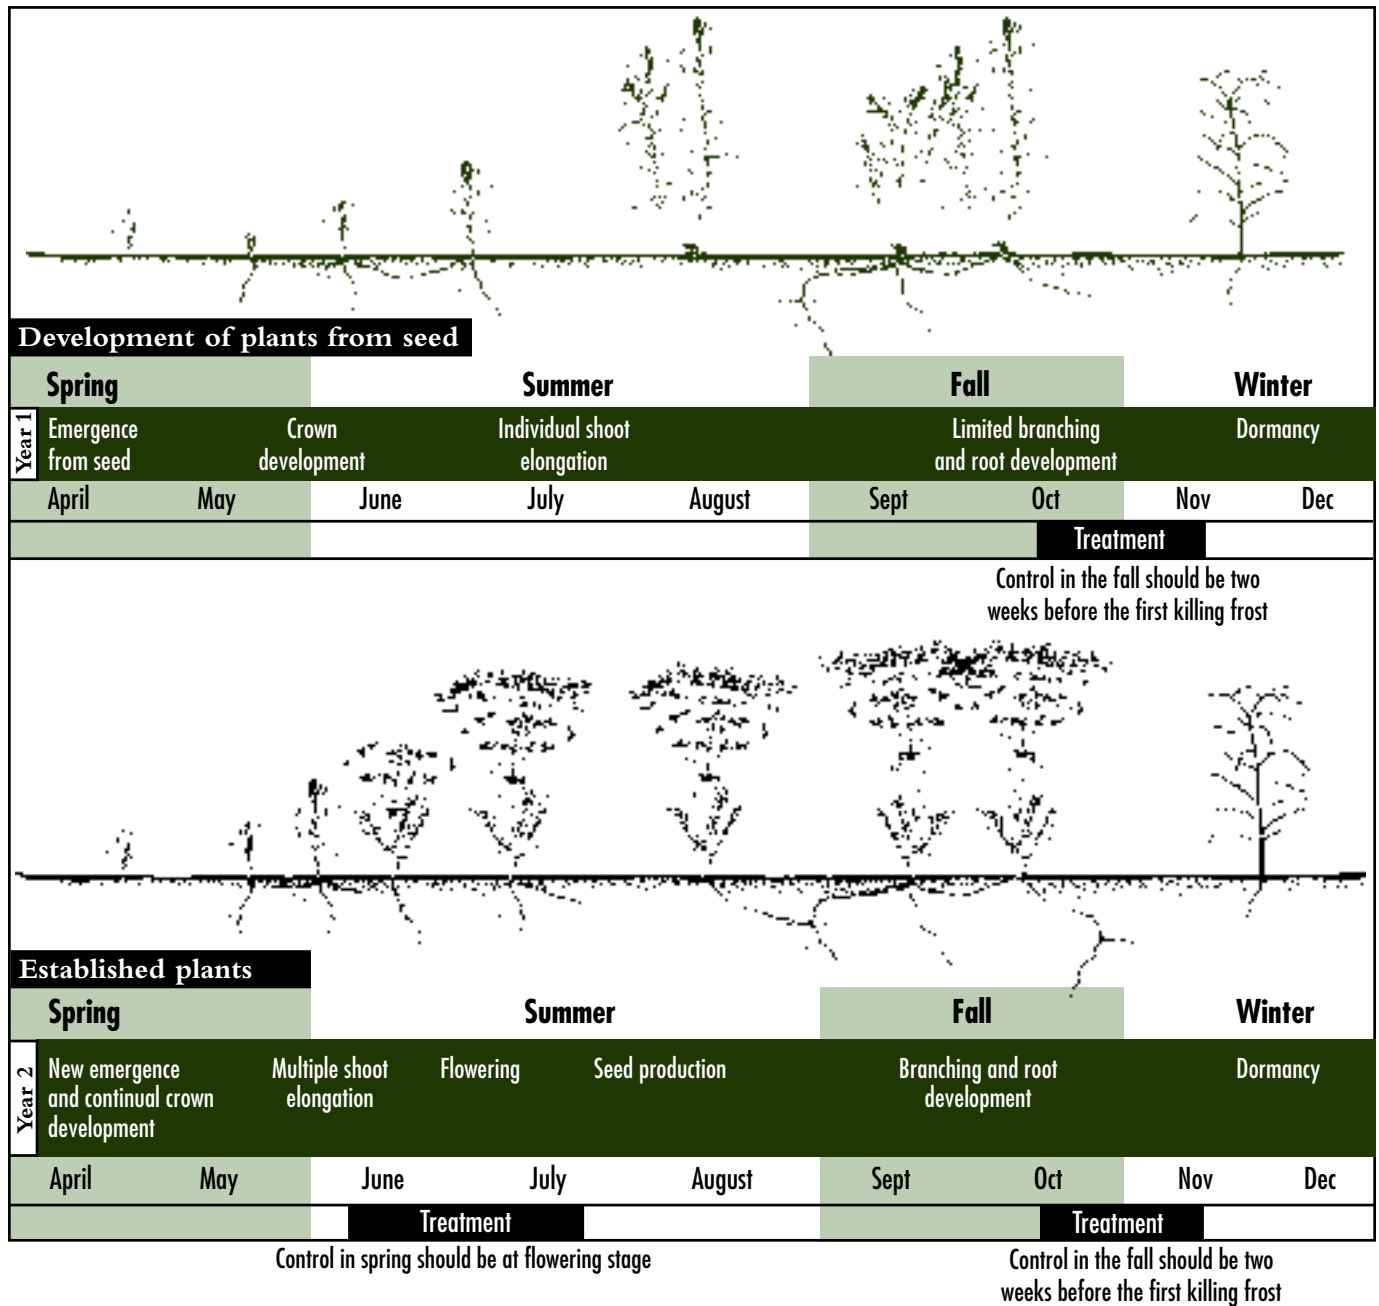 Development of plants from seed
Spring Summer Fall Winter
Year 1
Emergence Crown Individual shoot Limited branching Dormancy
from seed development elongation and root development
April May June July August Sept Oct Nov Dec
Treatment
Control in the fall should be two
weeks before the first killing frost
Established plants
Spring Summer Fall Winter
Year 2
New emergence Multiple shoot Flowering Seed production Branching and root Dormancy
and continual crown elongation development
development
April May June July August Sept Oct Nov Dec
Treatment Treatment
Control in spring should be at flowering stage Control in the fall should be two
weeks before the first killing frost